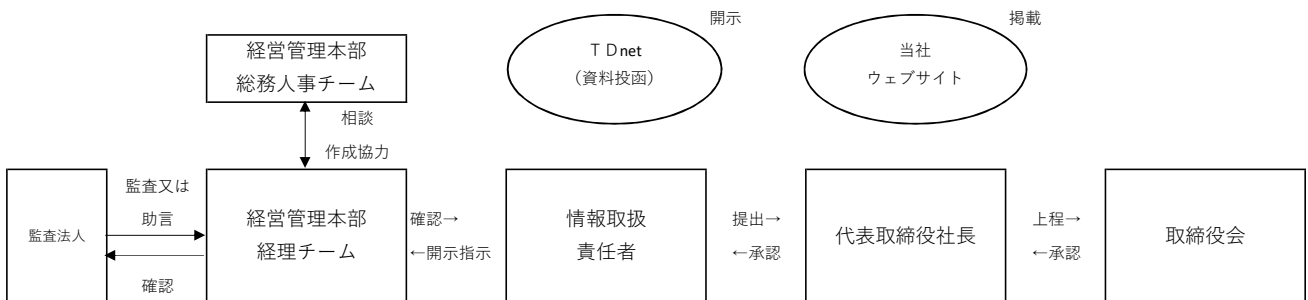 開示
掲載
経営管理本部
総務人事チーム
ＴＤnet
（資料投函）
当社
ウェブサイト
相談
作成協力
監査法人
監査又は
助言
確認
経営管理本部
経理チーム
確認→
←開示指示
情報取扱
責任者
提出→
←承認
代表取締役社長
上程→
←承認
取締役会